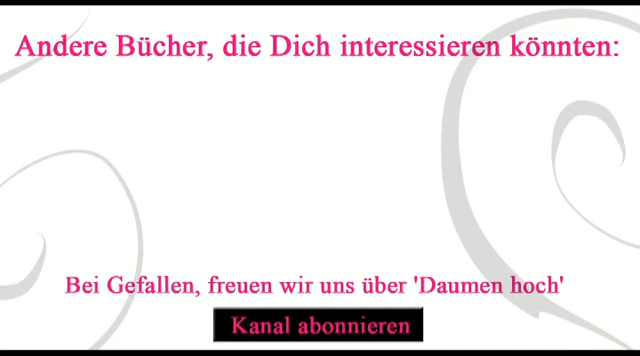 Andere Bücher, die Dich interessieren könnten:
Bei Gefallen, freuen wir uns über 'Daumen hoch'
Kanal abonnieren